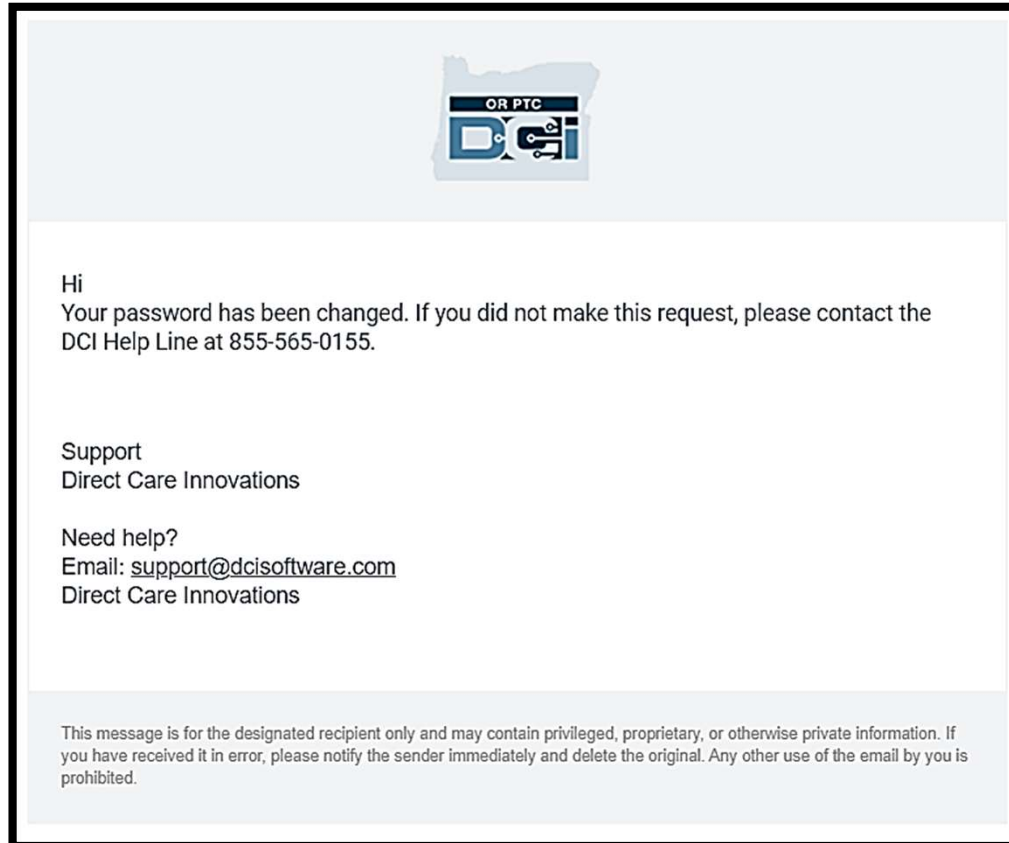 OR PTC
DCi
Hi
Your password has been changed. If you did not make this request, please contact the
DCI Help Line at 855-565-0155.
Support
Direct Care Innovations
Need help?
Email: support@dcisoftware.com
Direct Care Innovations
This message is for the designated recipient only and may contain privileged, proprietary, or otherwise private information. If
you have received it in error, please notify the sender immediately and delete the original. Any other use of the email by you is
prohibited.